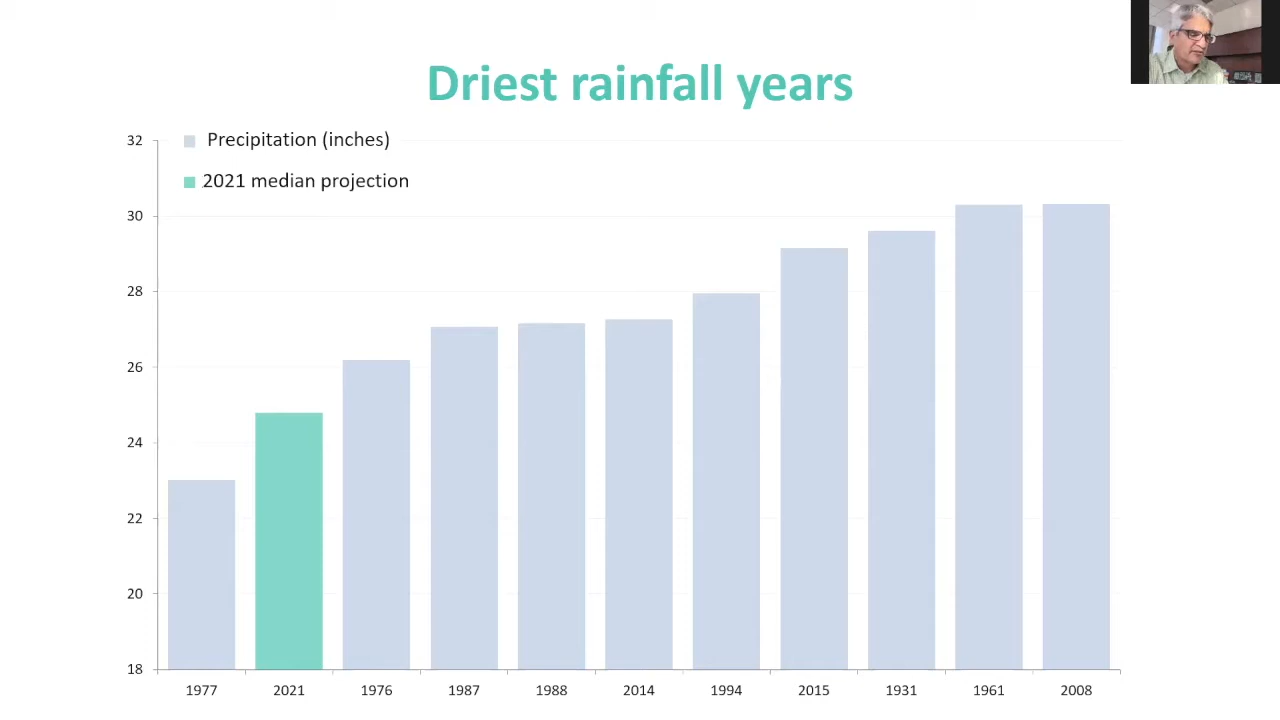 Driest rainfall years
Precipitation (inches)
2021 median projection
32
30
28
26
24
22
20
18
1977 2021 1976 1987 1988 2014 1994 2015 1931 1961 2008